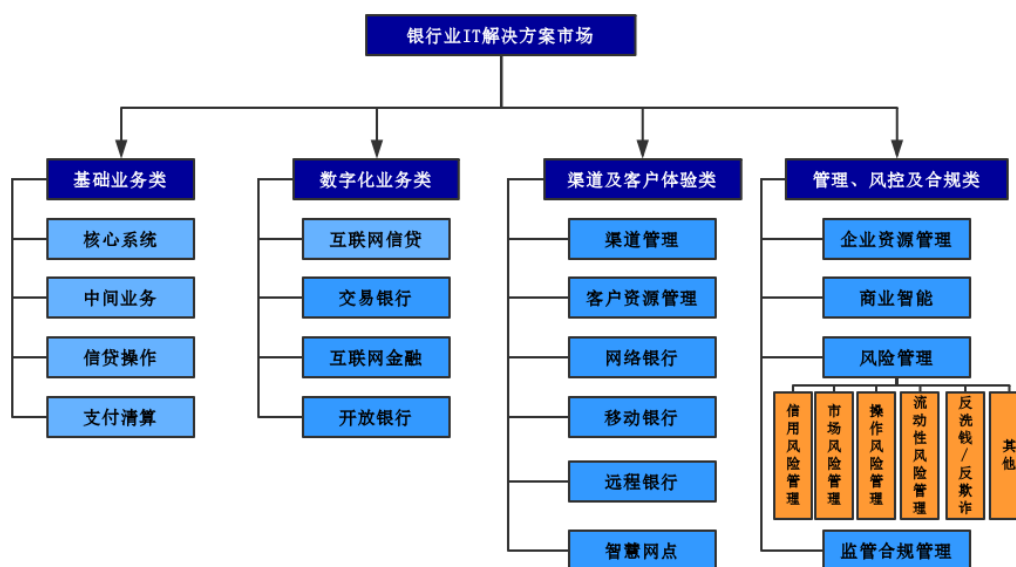 银行业IT解决方案市场
基础业务类
核心系统
中间业务
信贷操作
支付清算
数字化业务类
互联网信贷
交易银行
互联网金融
开放银行
渠道及客户体验类
渠道管理
客户资源管理
网络银行
移动银行
远程银行
智慧网点
管理、风控及合规类
企业资源管理
商业智能
风险管理
信用风险管理
市场风险管理
操作风险管理
流动性风险管理
反洗钱/反欺诈
其他
监管合规管理